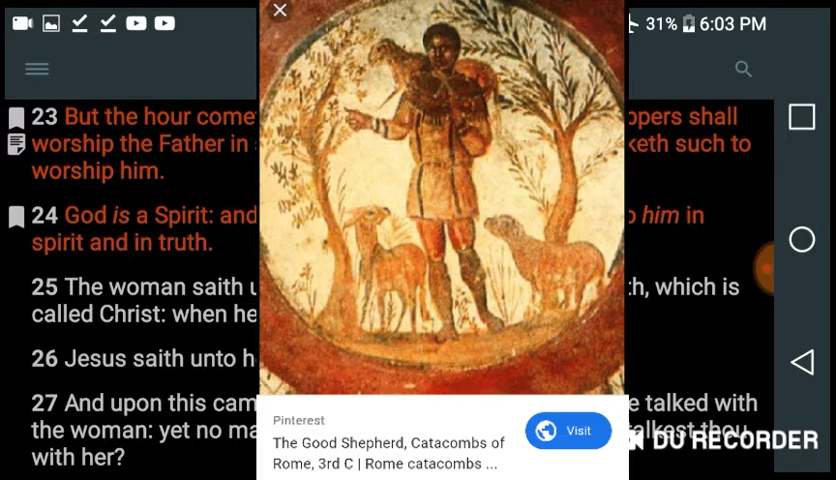 31% 6:03 PM
23 But the hour come
ppers shall
worship the Father in
keth such to
worship him.
24 God is a Spirit: and
him in
spirit and in truth.
25 The woman saith u
th, which is
called Christ: when he
26 Jesus saith unto h
27 And upon this cam
e talked with
the woman: yet no ma
talkest thou
with her?
Pinterest
The Good Shepherd, Catacombs of
Rome, 3rd C | Rome catacombs ...
Visit
DU RECORDER